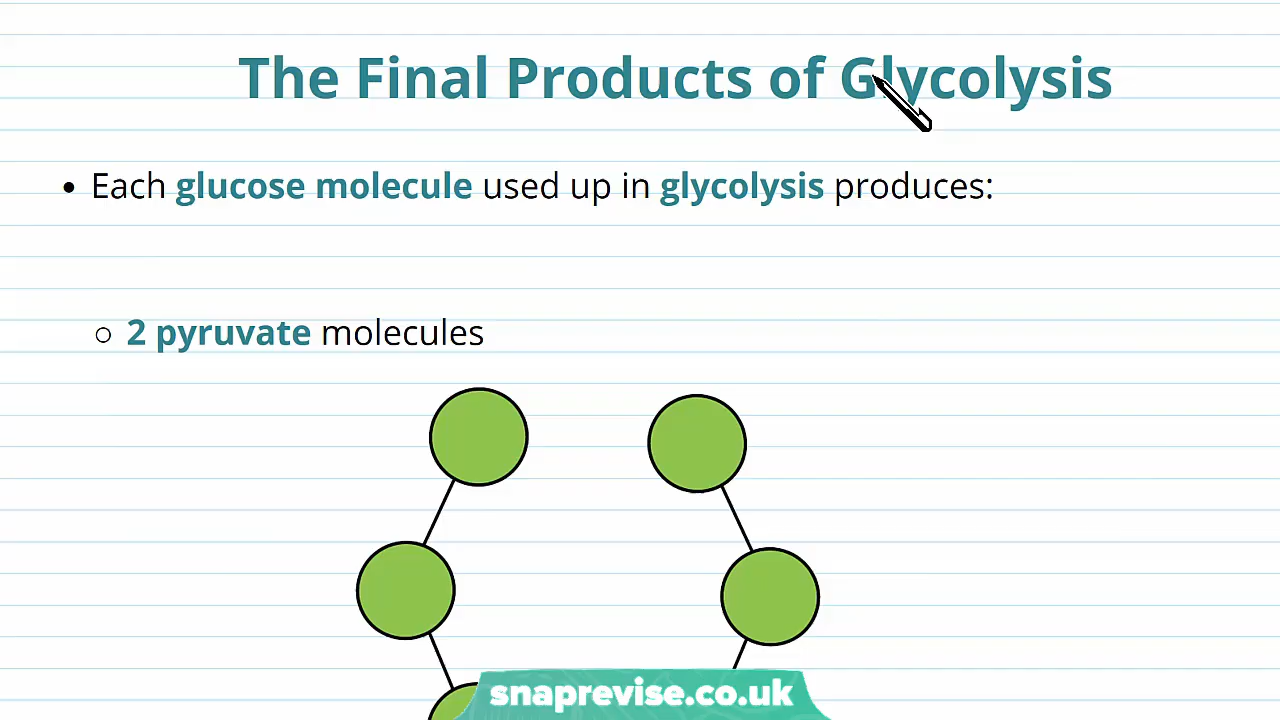 The Final Products of Glycolysis
• Each glucose molecule used up in glycolysis produces:
○ 2 pyruvate molecules
snaprevise.co.uk